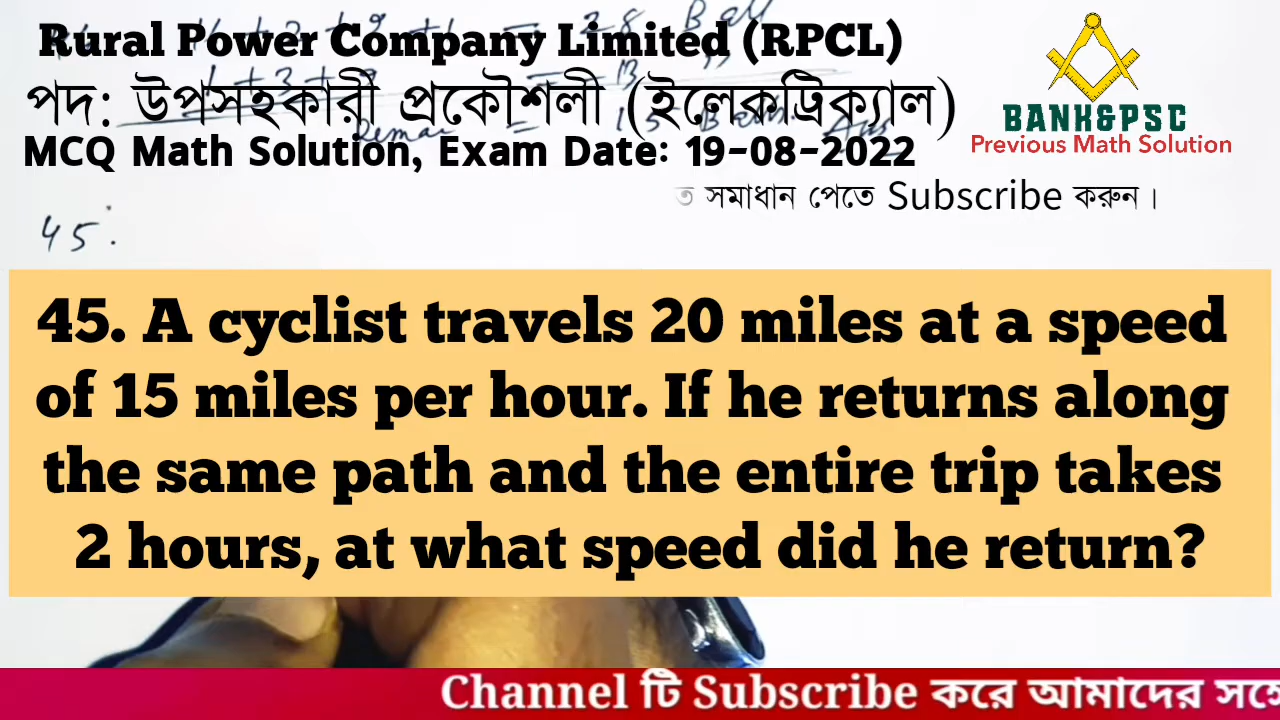 Rural Power Company Limited (RPCL)
পদ: উপসহকারী প্রকৌশলী (ইলেকট্রিক্যাল)
MCQ Math Solution, Exam Date: 19-08-2022
BANK&PSC
Previous Math Solution
ত সমাধান পেতে Subscribe করুন।
45.
45. A cyclist travels 20 miles at a speed
of 15 miles per hour. If he returns along
the same path and the entire trip takes
2 hours, at what speed did he return?
Channel টি Subscribe করে আমাদের সঙ্গে